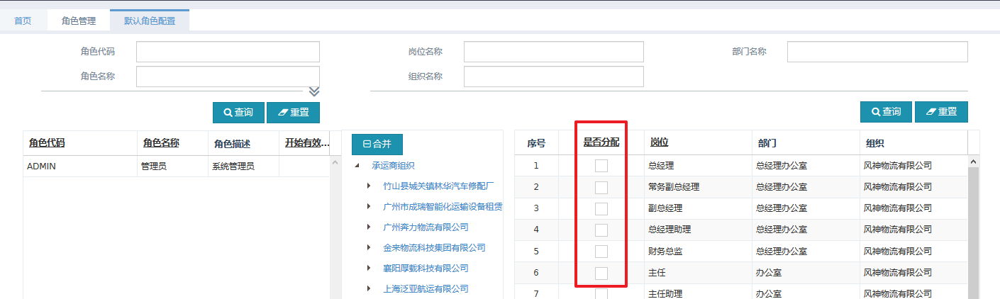 首页 角色管理 默认角色配置
角色代码 岗位名称 部门名称
角色名称 组织名称
查询 重置 查询 重置
角色代码 角色名称 角色描述 开始有效...
ADMIN 管理员 系统管理员
合并
承运商组织
竹山县城关镇林华汽车修配厂
广州市成瑞智能化运输设备租赁
广州奔力物流有限公司
金来物流科技集团有限公司
襄阳厚载科技有限公司
上海泛亚航运有限公司
序号 是否分配 岗位 部门 组织
1 总经理 总经理办公室 风神物流有限公司
2 常务副总经理 总经理办公室 风神物流有限公司
3 副总经理 总经理办公室 风神物流有限公司
4 总经理助理 总经理办公室 风神物流有限公司
5 财务总监 总经理办公室 风神物流有限公司
6 主任 办公室 风神物流有限公司
7 主任助理 办公室 风神物流有限公司